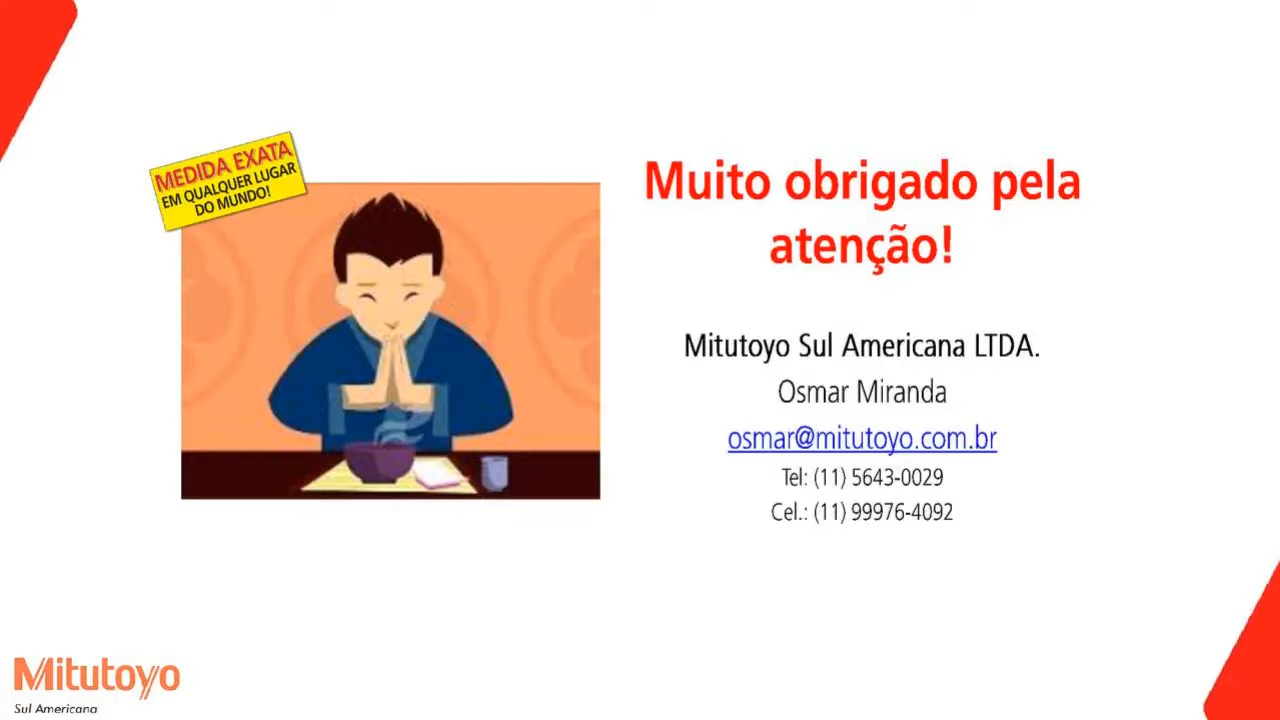 MEDIDA EXATA
EM QUALQUER LUGAR
DO MUNDO!
Muito obrigado pela
atenção!
Mitutoyo Sul Americana LTDA.
Osmar Miranda
osmar@mitutoyo.com.br
Tel: (11) 5643-0029
Cel.: (11) 99976-4092
Mitutoyo
Sul Americana